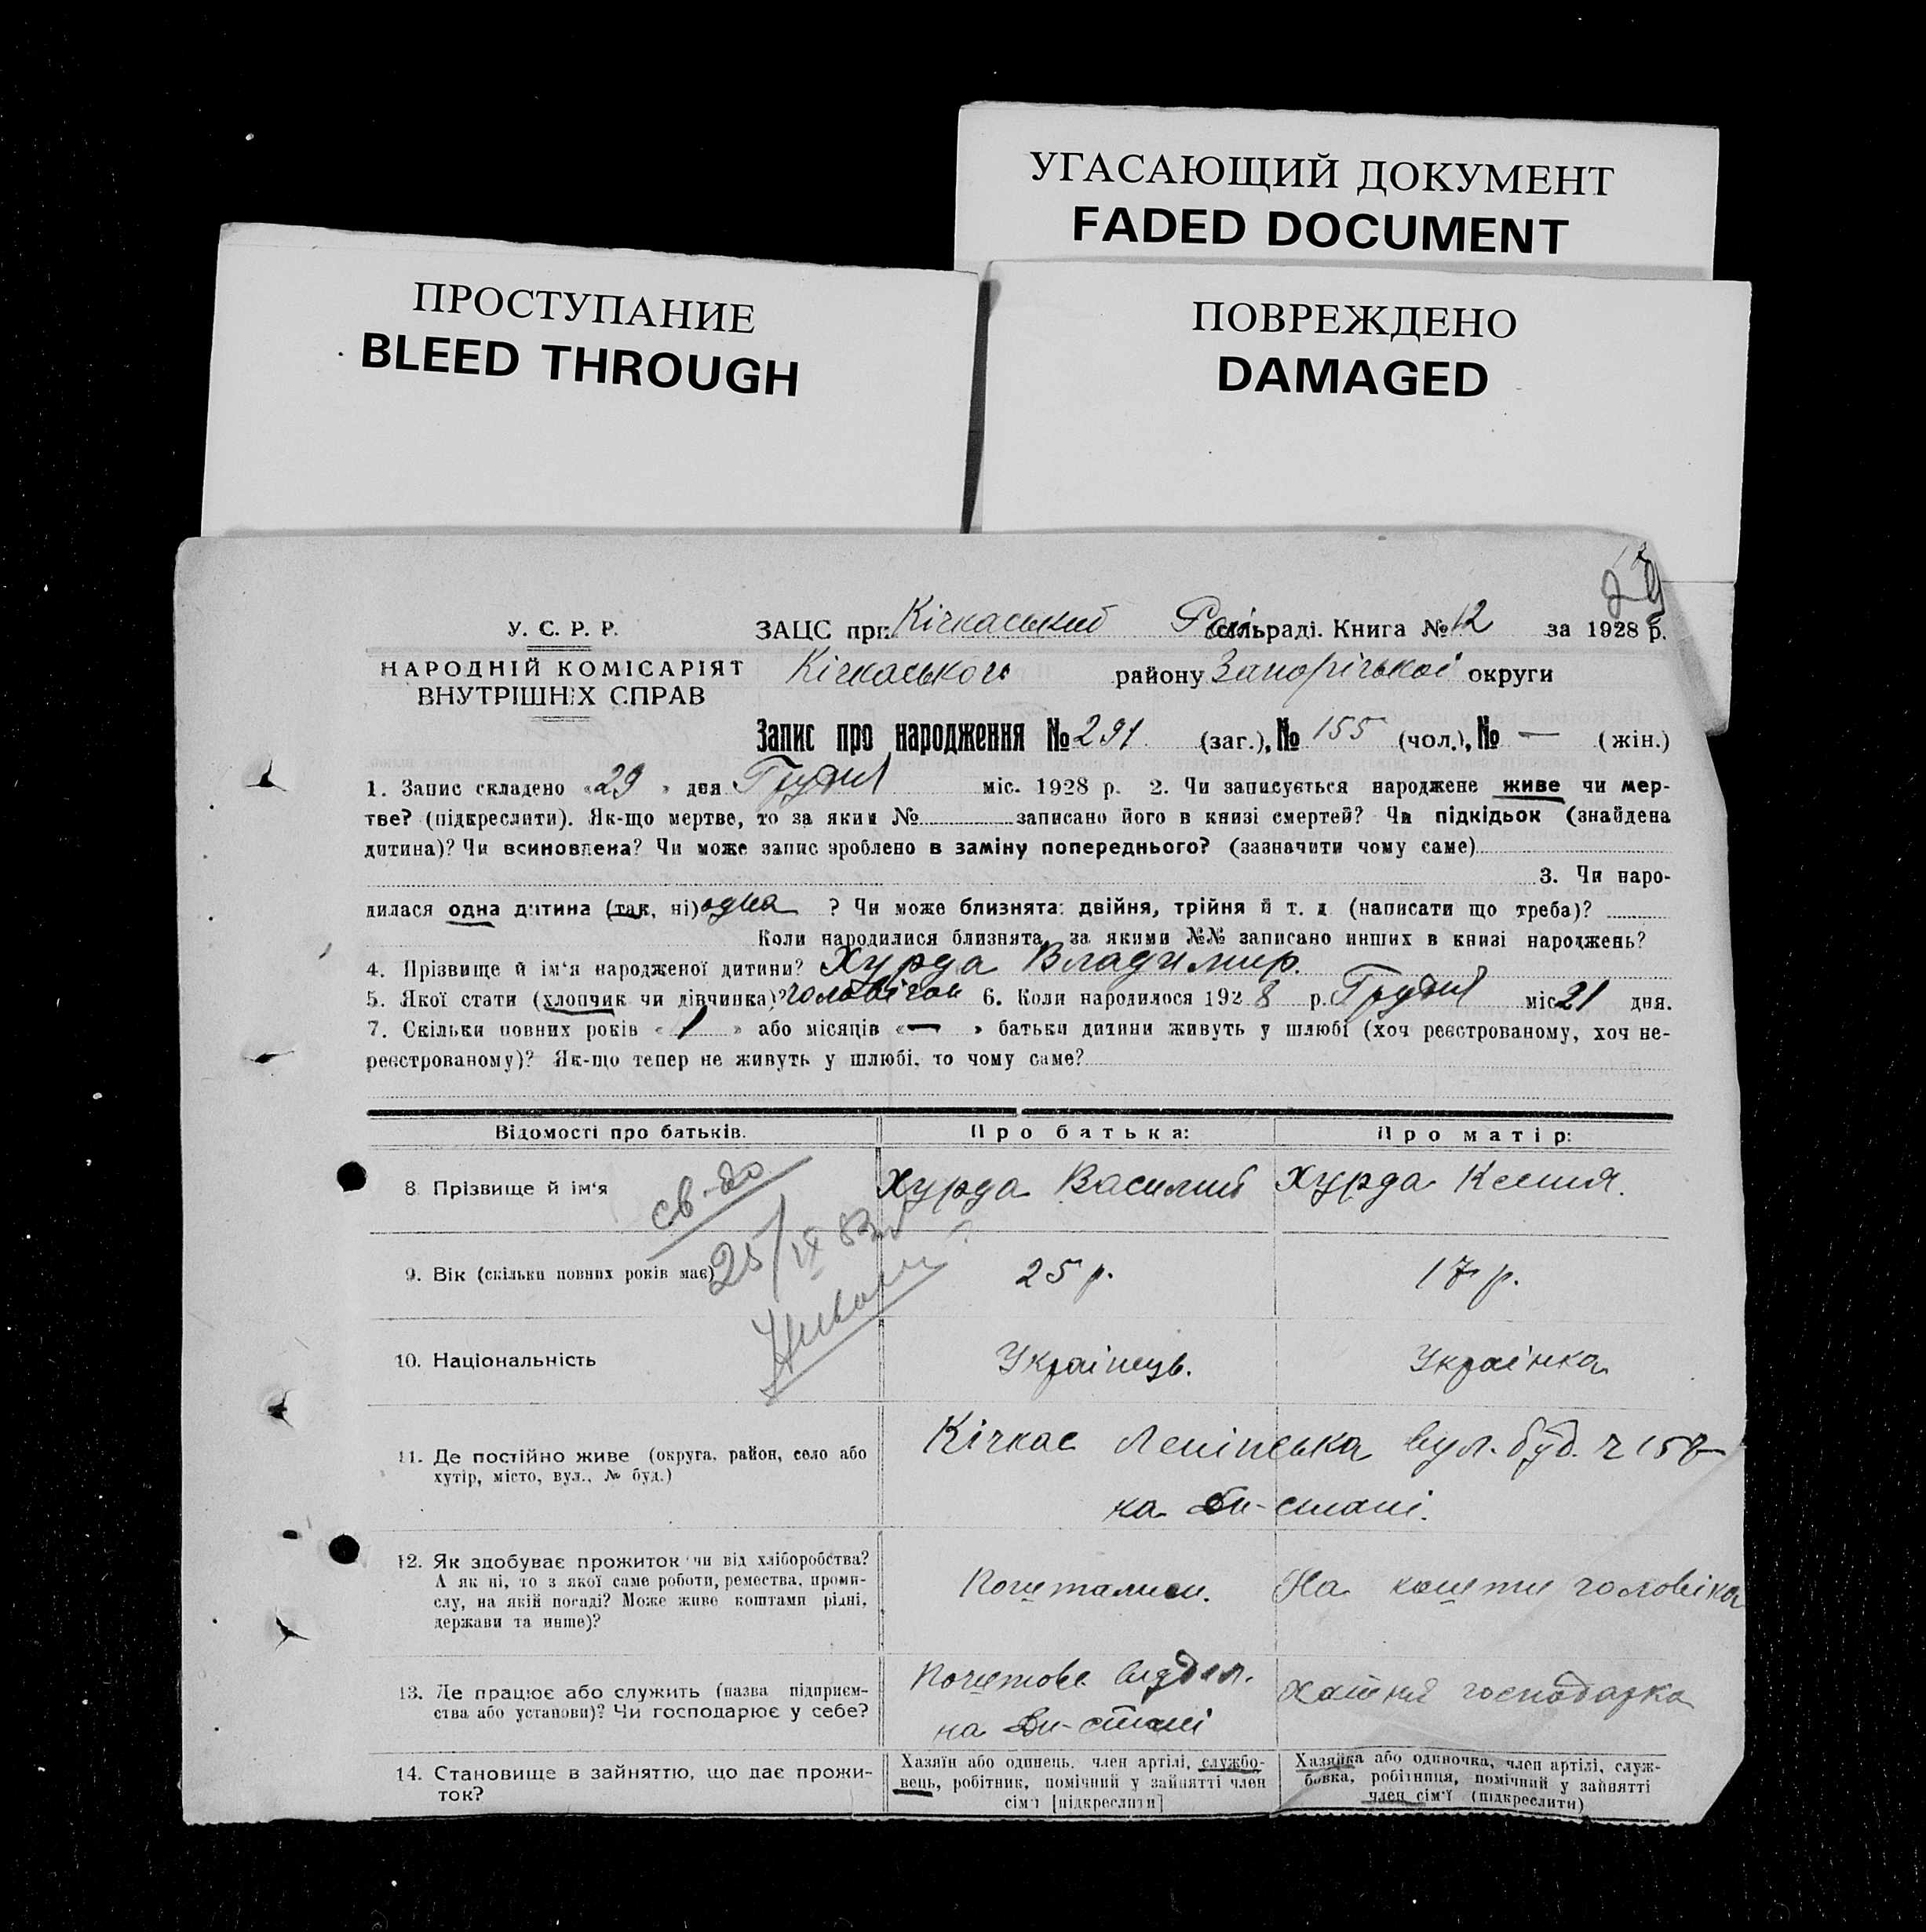 УГАСАЮЩИЙ ДОКУМЕНТ
FADED DOCUMENT
ПРОСТУПАНИЕ
BLEED THROUGH
ПОВРЕЖДЕНО
DAMAGED
У. С. Р. Р.
НАРОДНІЙ КОМІСАРІЯТ
ВНУТРІШНІХ СПРАВ
ЗАЦС при Кічкаський Рай сільраді. Книга № 12 за 1928 р.
Кічкаського району Запорізької округи
Запис про народження № 291 (заг.), № 155 (чол.), № — (жін.)
1. Запис складено «29» дня Грудня міс. 1928 р. 2. Чи записується народжене живе чи мер-
тве? (підкреслити). Як-що мертве, то за яким № записано його в книзі смертей? Чи підкідьок (знайдена
дитина)? Чи всиновлена? Чи може запис зроблено в заміну попереднього? (зазначити чому саме)
3. Чи наро-
дилася одна дитина (так, ні) одна ? Чи може близнята: двійня, трійня й т. д (написати що треба)?
Коли народилися близнята, за якими №№ записано инших в книзі народжень?
4. Прізвище й ім'я народженої дитини? Хурда Владимир.
5. Якої стати (хлопчик чи дівчинка)? 6. Коли народилося 1928 р. Грудня міс 21 дня.
7. Скільки повних років «1» або місяців «—» батьки дитини живуть у шлюбі (хоч реєстрованому, хоч не-
реєстрованому)? Як-що тепер не живуть у шлюбі, то чому саме?
Відомості про батьків. Про батька: Про матір:
8 Прізвище й ім'я Хурда Василий Хурда Ксения.
св-во
25/IX 53
9. Вік (скільки повних років має) 25 р. 17 р.
10. Національність Українець. Українка
11. Де постійно живе (округа, район, село або
хутір, місто, вул., № буд.)
Кічкас Ленінська вул. буд. ч 157
12. Як здобуває прожиток чи від хліборобства?
А як ні, то з якої саме роботи, ремества, проми-
слу, на якій посаді? Може живе коштами рідні,
держави та инше)?
На кошти чоловіка
13. Де працює або служить (назва підприєм-
ства або установи)? Чи господарює у себе?
Поштове відділ.
Хатня господарка
14. Становище в зайняттю, що дає прожи-
ток?
Хазяїн або одинець, член артілі, службо-
вець, робітник, помічний у зайнятті член
сім'ї [підкреслити]
Хазяйка або одиночка, член артілі, служ-
бовка, робітниця, помічний у зайнятті
член сім'ї (підкреслити)